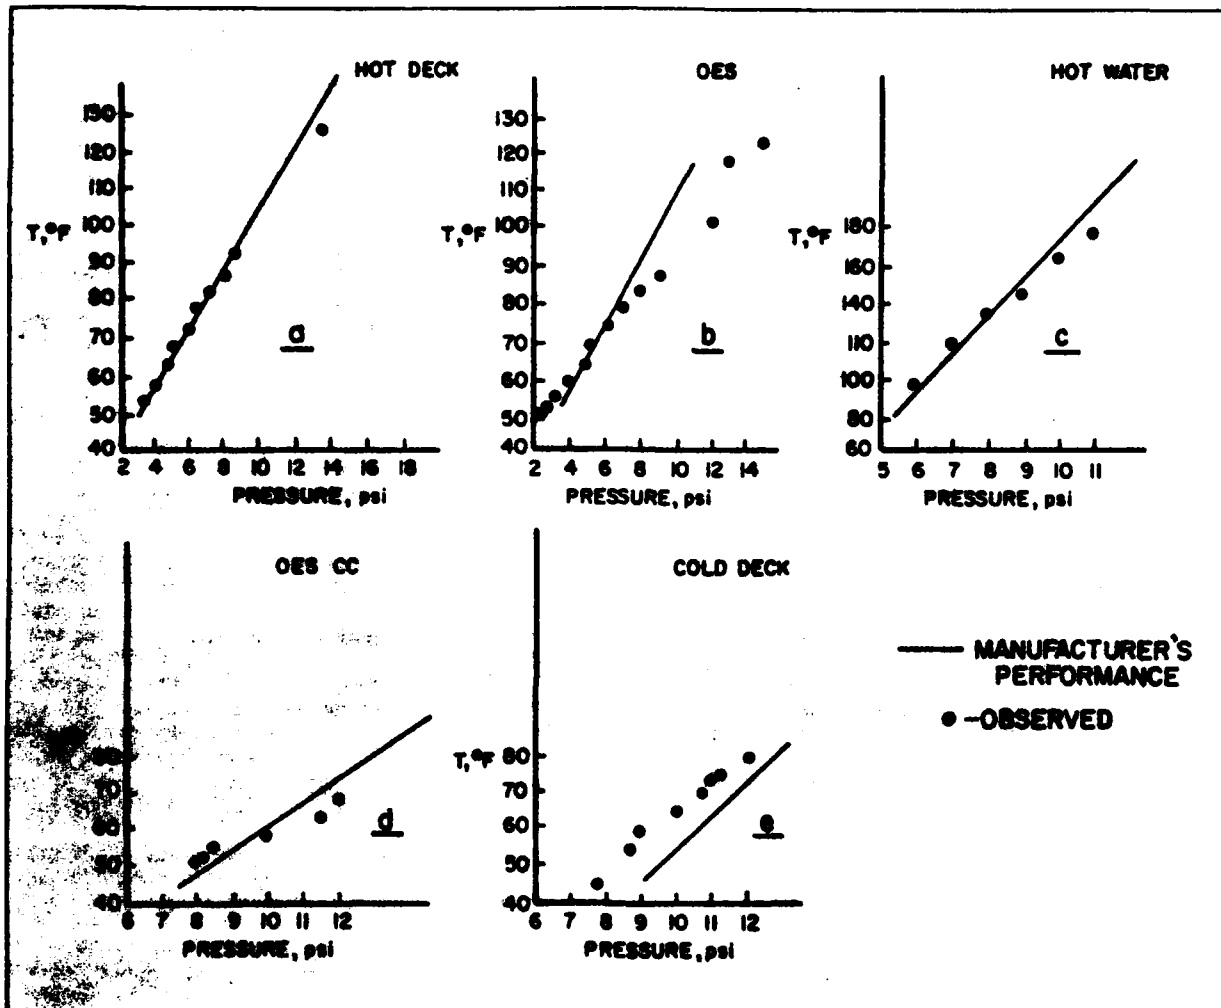 HOT DECK
130
120
110
100
90
80
70
60
50
40
T,°F
a
2 4 6 8 10 12 14 16 18
PRESSURE, psi
OES
130
120
110
100
90
80
70
60
50
40
T,°F
b
2 4 6 8 10 12 14
PRESSURE, psi
HOT WATER
180
160
140
120
100
80
60
T,°F
c
5 6 7 8 9 10 11
PRESSURE, psi
OES CC
80
70
60
50
40
d
6 7 8 9 10 11 12
PRESSURE, psi
COLD DECK
T,°F
80
70
60
50
40
e
6 7 8 9 10 11 12
PRESSURE, psi
MANUFACTURER'S
PERFORMANCE
-OBSERVED